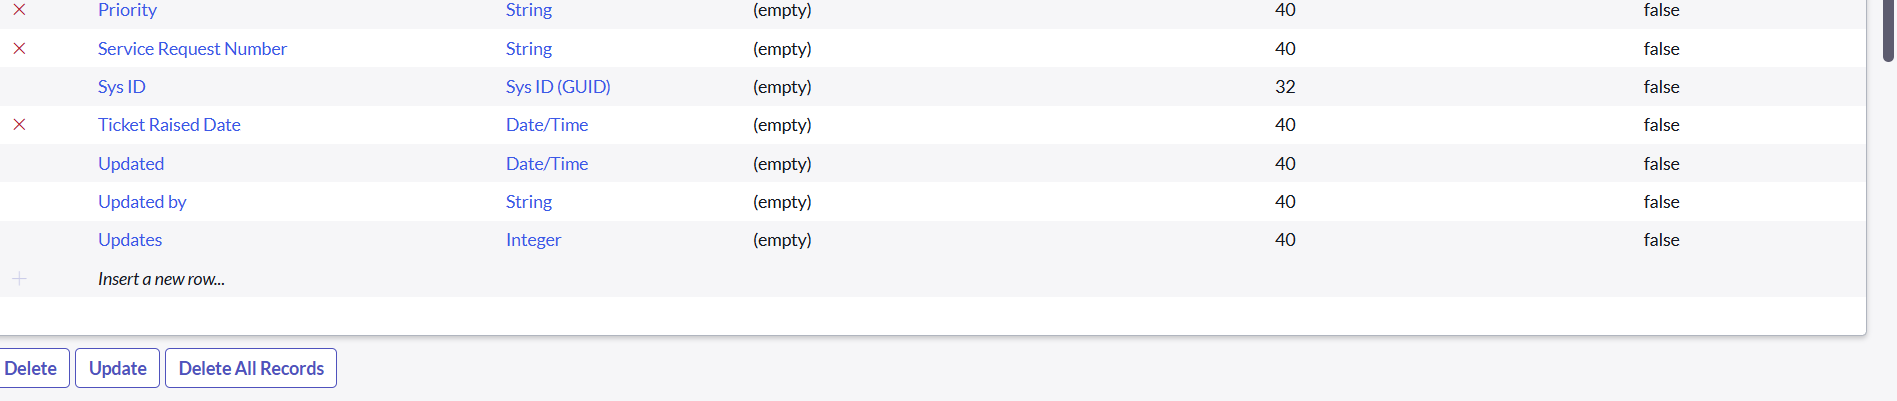 Priority String (empty) 40 false
Service Request Number String (empty) 40 false
Sys ID Sys ID (GUID) (empty) 32 false
Ticket Raised Date Date/Time (empty) 40 false
Updated Date/Time (empty) 40 false
Updated by String (empty) 40 false
Updates Integer (empty) 40 false
Insert a new row...
Delete Update Delete All Records